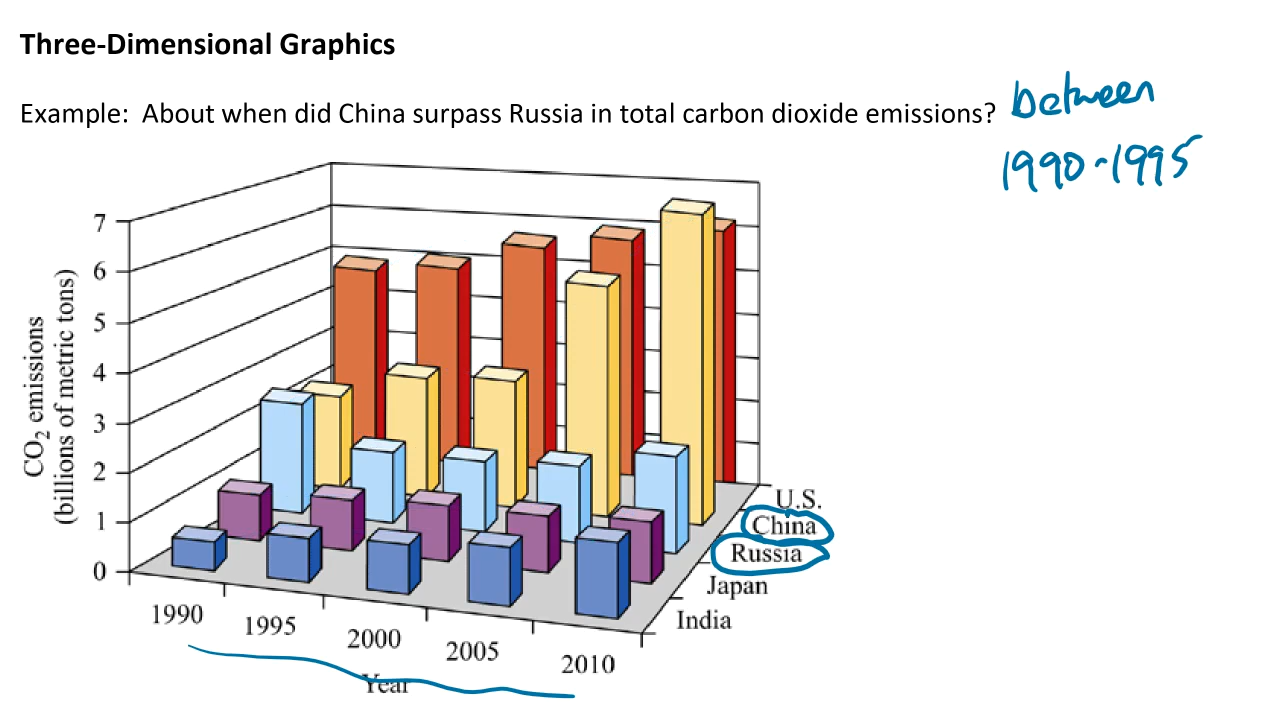 Three-Dimensional Graphics
Example: About when did China surpass Russia in total carbon dioxide emissions? between
1990-1995
7
6
5
4
3
2
1
0
CO₂ emissions
(billions of metric tons)
U.S.
China
Russia
Japan
India
1990
1995
2000
2005
2010
Year